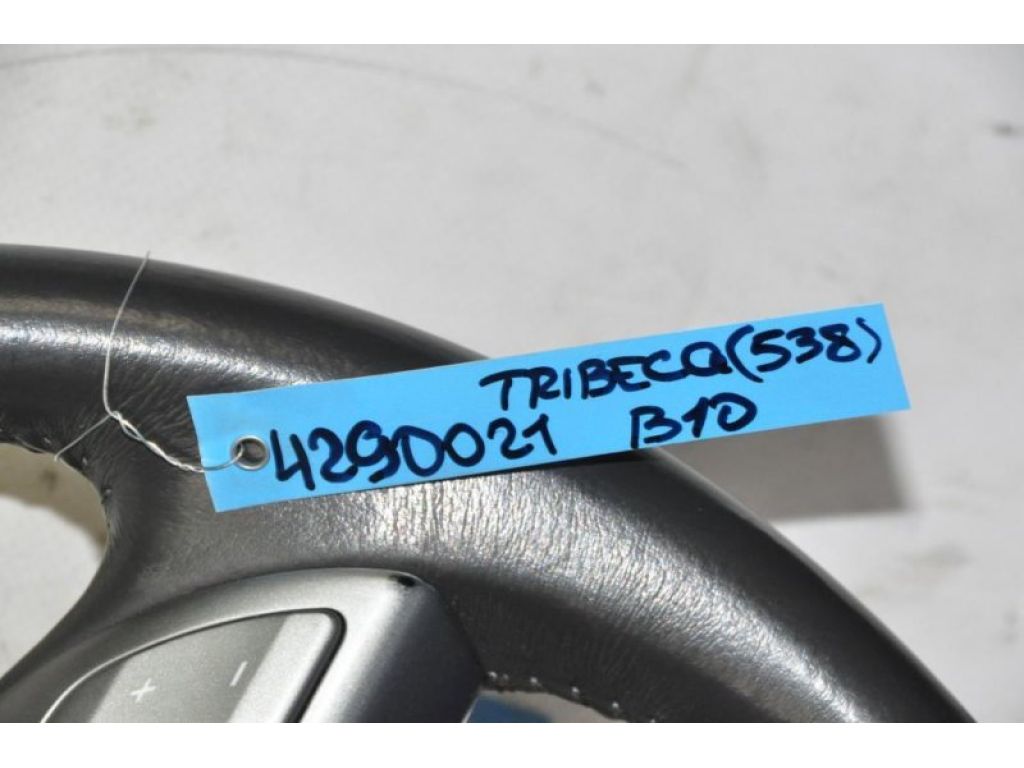 TRIBECA(538)
4290021 B10
+ -